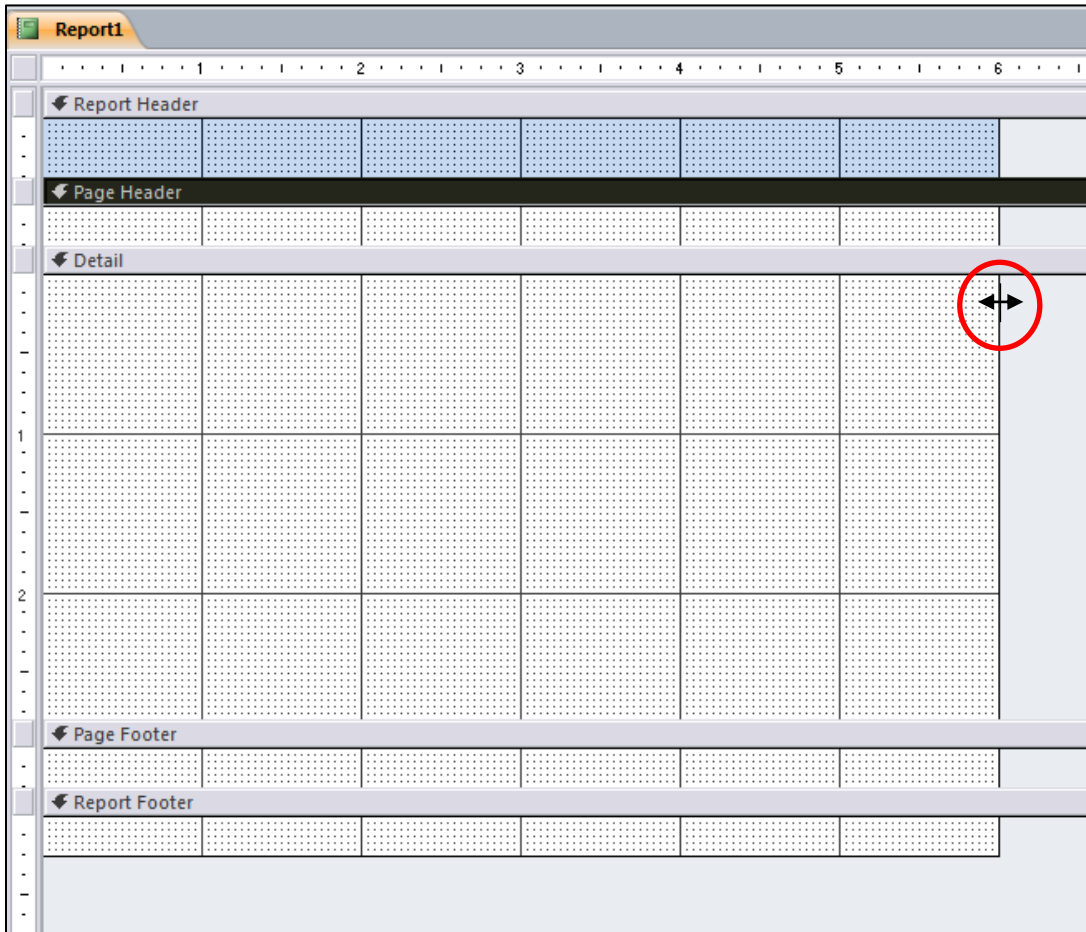 Report1
1 2 3 4 5 6
Report Header
Page Header
Detail
1
2
Page Footer
Report Footer